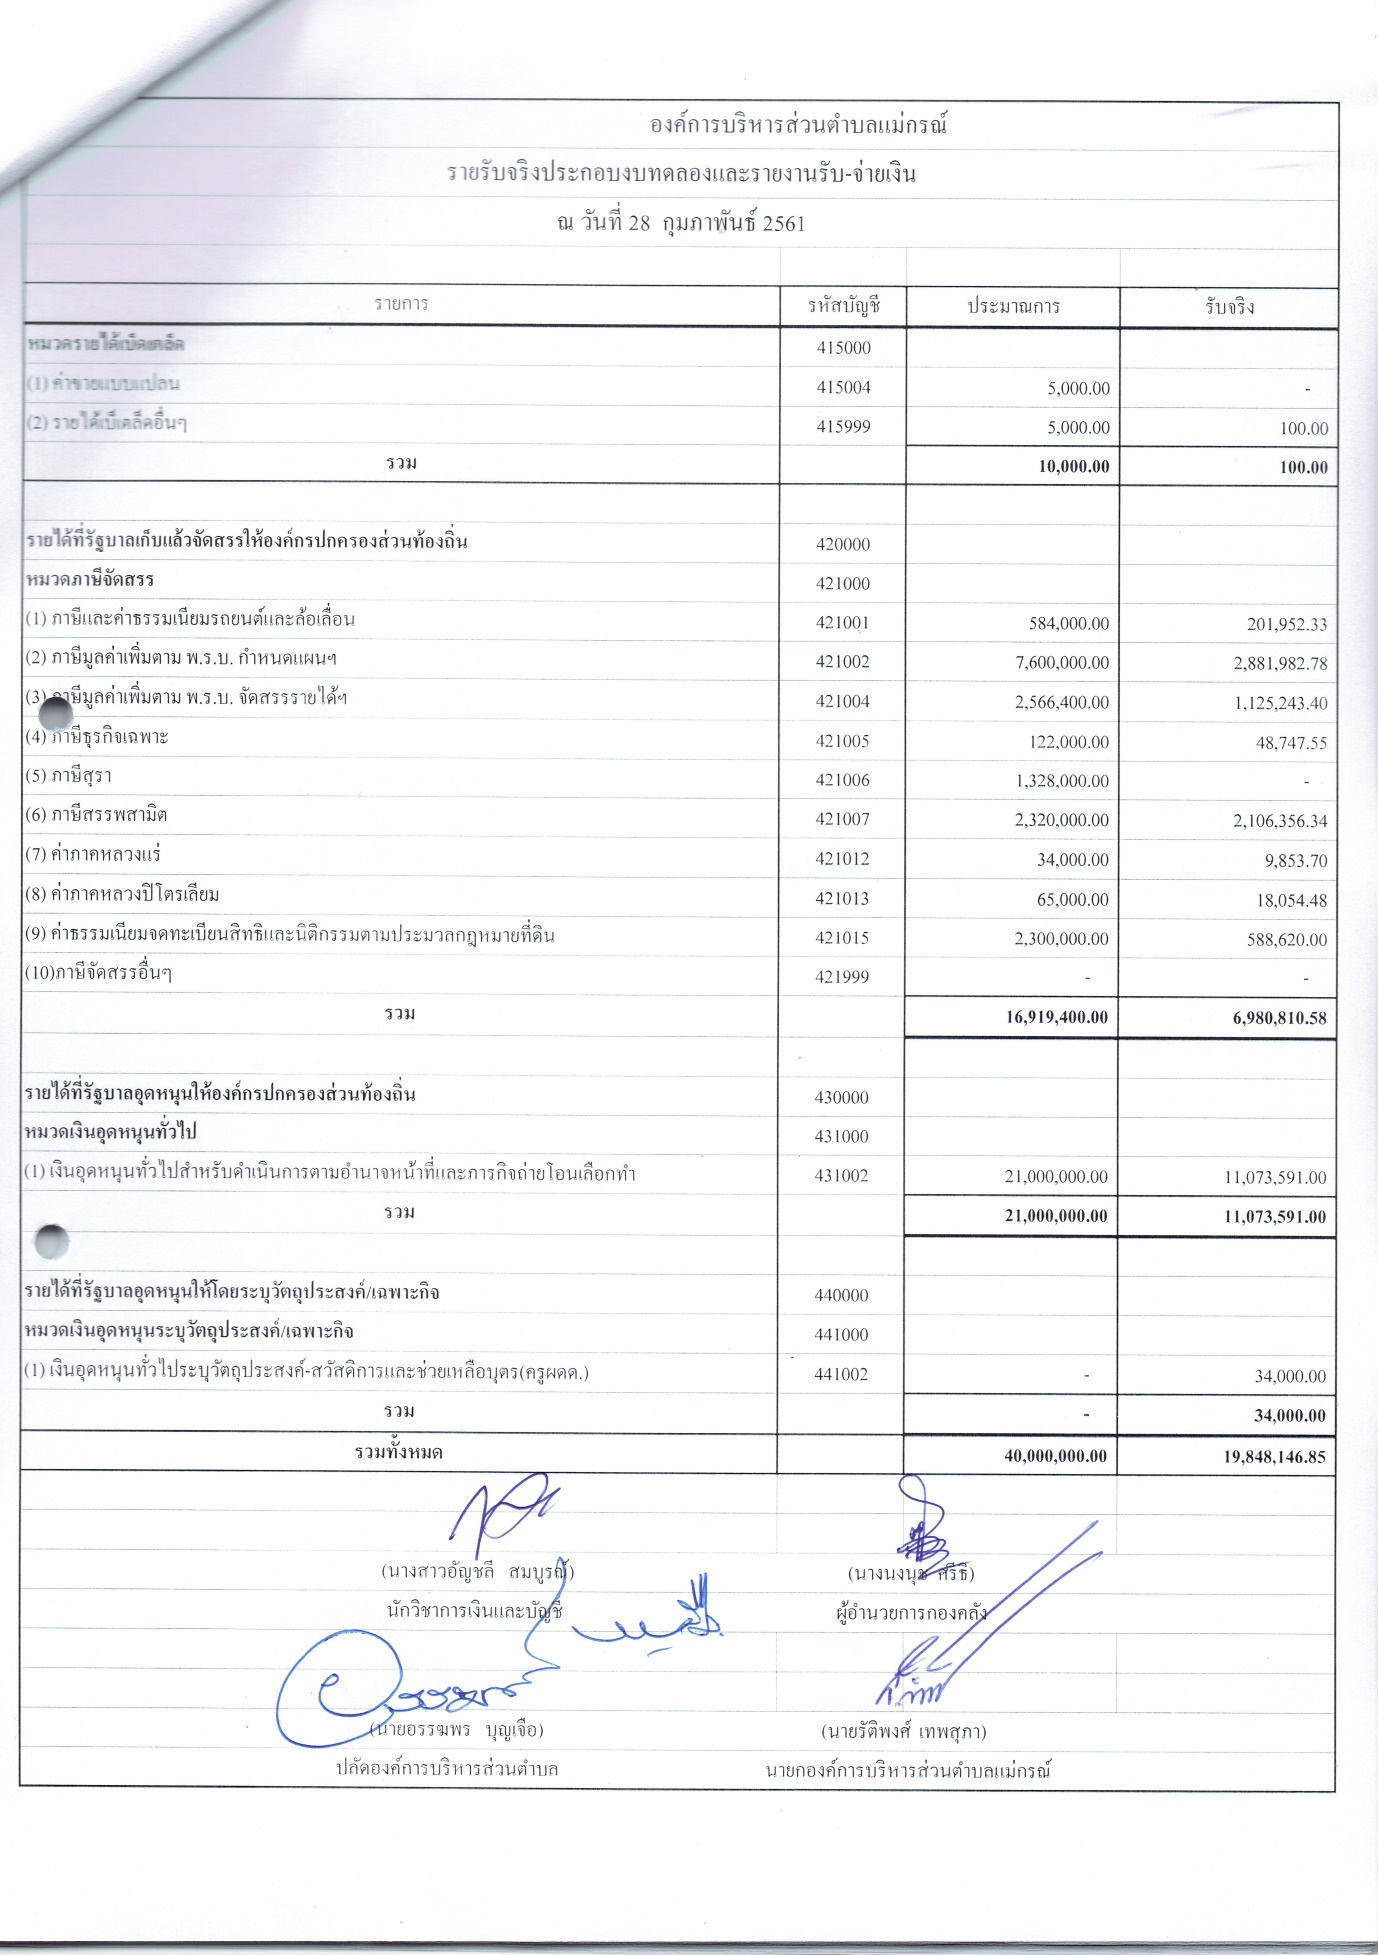 องค์การบริหารส่วนตำบลแม่กรณ์
รายรับจริงประกอบงบทดลองและรายงานรับ-จ่ายเงิน
ณ วันที่ 28 กุมภาพันธ์ 2561
รายการ รหัสบัญชี ประมาณการ รับจริง
หมวดรายได้เบ็ดเตล็ด 415000
(1) ค่าขายแบบแปลน 415004 5,000.00 -
(2) รายได้เบ็เตล็ดอื่นๆ 415999 5,000.00 100.00
รวม 10,000.00 100.00
รายได้ที่รัฐบาลเก็บแล้วจัดสรรให้องค์กรปกครองส่วนท้องถิ่น 420000
หมวดภาษีจัดสรร 421000
(1) ภาษีและค่าธรรมเนียมรถยนต์และล้อเลื่อน 421001 584,000.00 201,952.33
(2) ภาษีมูลค่าเพิ่มตาม พ.ร.บ. กำหนดแผนฯ 421002 7,600,000.00 2,881,982.78
(3) ภาษีมูลค่าเพิ่มตาม พ.ร.บ. จัดสรรรายได้ฯ 421004 2,566,400.00 1,125,243.40
(4) ภาษีธุรกิจเฉพาะ 421005 122,000.00 48,747.55
(5) ภาษีสุรา 421006 1,328,000.00 -
(6) ภาษีสรรพสามิต 421007 2,320,000.00 2,106,356.34
(7) ค่าภาคหลวงแร่ 421012 34,000.00 9,853.70
(8) ค่าภาคหลวงปิโตรเลียม 421013 65,000.00 18,054.48
(9) ค่าธรรมเนียมจดทะเบียนสิทธิและนิติกรรมตามประมวลกฎหมายที่ดิน 421015 2,300,000.00 588,620.00
(10)ภาษีจัดสรรอื่นๆ 421999 - -
รวม 16,919,400.00 6,980,810.58
รายได้ที่รัฐบาลอุดหนุนให้องค์กรปกครองส่วนท้องถิ่น 430000
หมวดเงินอุดหนุนทั่วไป 431000
(1) เงินอุดหนุนทั่วไปสำหรับดำเนินการตามอำนาจหน้าที่และภารกิจถ่ายโอนเลือกทำ 431002 21,000,000.00 11,073,591.00
รวม 21,000,000.00 11,073,591.00
รายได้ที่รัฐบาลอุดหนุนให้โดยระบุวัตถุประสงค์/เฉพาะกิจ 440000
หมวดเงินอุดหนุนระบุวัตถุประสงค์/เฉพาะกิจ 441000
(1) เงินอุดหนุนทั่วไประบุวัตถุประสงค์-สวัสดิการและช่วยเหลือบุตร(ครูผดด.) 441002 - 34,000.00
รวม - 34,000.00
รวมทั้งหมด 40,000,000.00 19,848,146.85
(นางสาวอัญชลี สมบูรณ์) (นางนงนุช ศรีธิ)
นักวิชาการเงินและบัญชี ผู้อำนวยการกองคลัง
(นายอรรฆพร บุญเจือ) (นายรัติพงศ์ เทพสุภา)
ปลัดองค์การบริหารส่วนตำบล นายกองค์การบริหารส่วนตำบลแม่กรณ์